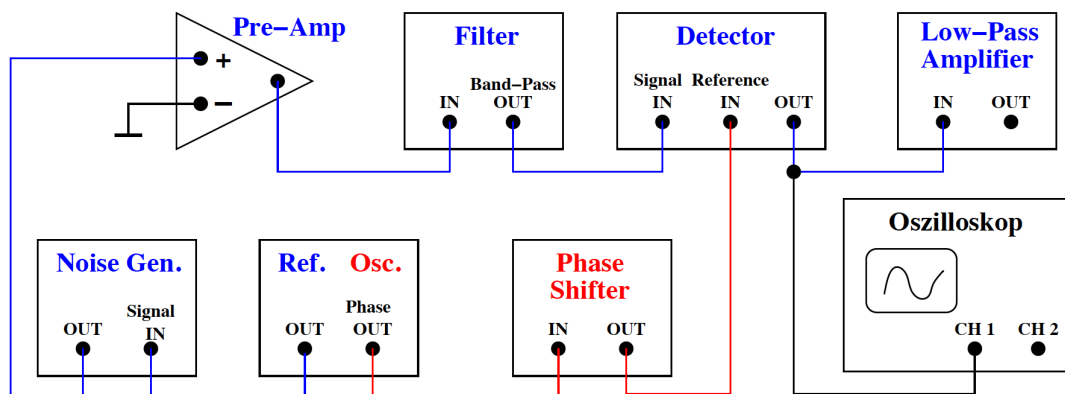 Pre–Amp
+
−
Filter
Band–Pass
IN OUT
Detector
Signal Reference
IN IN OUT
Low–Pass
Amplifier
IN OUT
Noise Gen.
Signal
OUT IN
Ref. Osc.
Phase
OUT OUT
Phase
Shifter
IN OUT
Oszilloskop
CH 1 CH 2